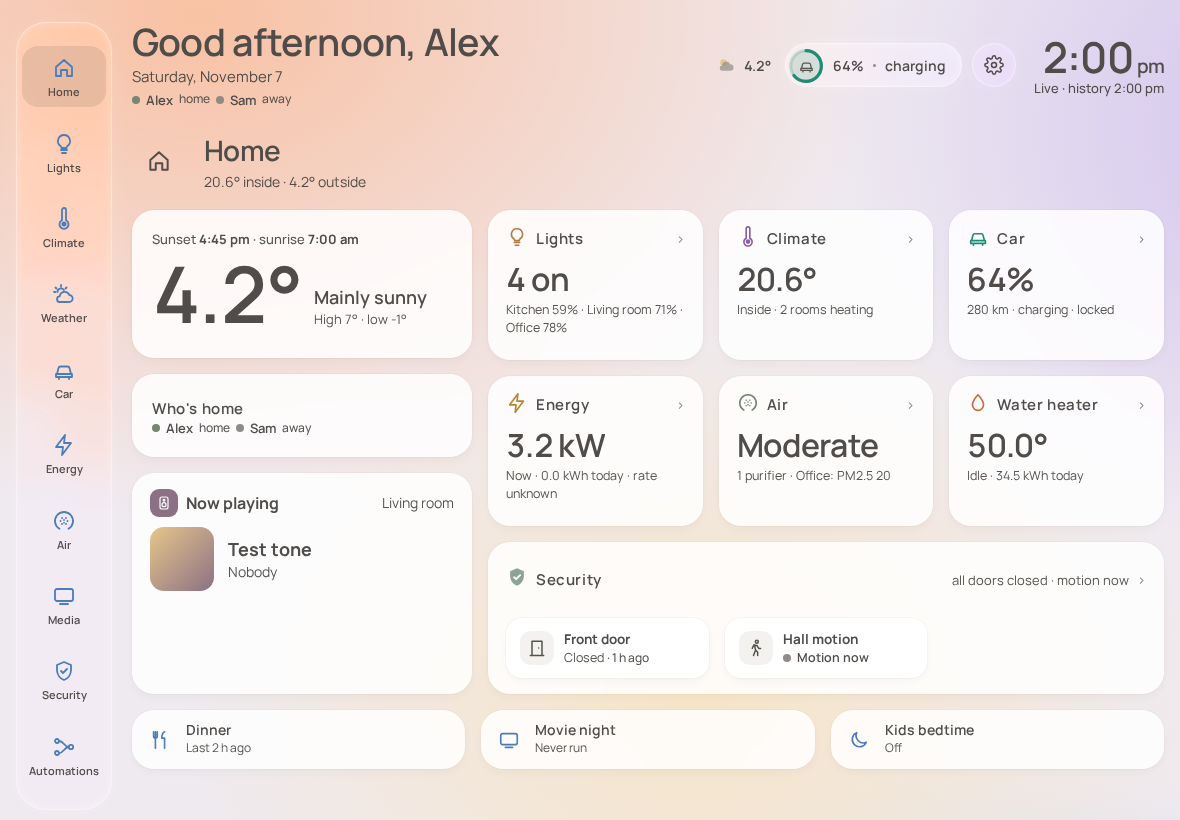 Home
Lights
Climate
Weather
Car
Energy
Air
Media
Security
Automations
Good afternoon, Alex
Saturday, November 7
Alex home Sam away
4.2°
64% • charging
2:00 pm
Live · history 2:00 pm
Home
20.6° inside · 4.2° outside
Sunset 4:45 pm · sunrise 7:00 am
4.2°
Mainly sunny
High 7° · low -1°
Who's home
Alex home Sam away
Now playing
Living room
Test tone
Nobody
Lights
4 on
Kitchen 59% · Living room 71% ·
Office 78%
Climate
20.6°
Inside · 2 rooms heating
Car
64%
280 km · charging · locked
Energy
3.2 kW
Now · 0.0 kWh today · rate
unknown
Air
Moderate
1 purifier · Office: PM2.5 20
Water heater
50.0°
Idle · 34.5 kWh today
Security
all doors closed · motion now
Front door
Closed · 1 h ago
Hall motion
Motion now
Dinner
Last 2 h ago
Movie night
Never run
Kids bedtime
Off